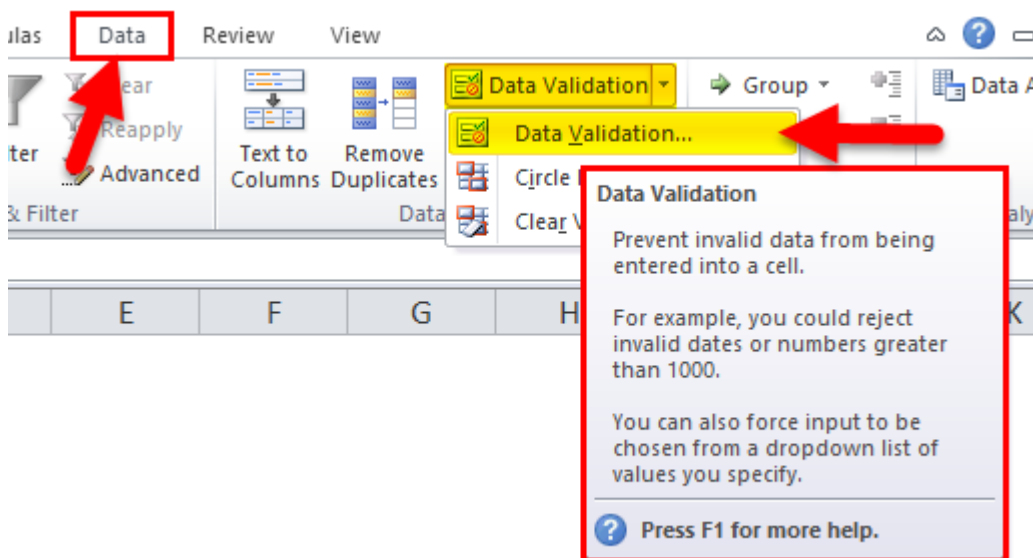 Data Review View
Clear
Reapply
Advanced
Text to
Columns
Remove
Duplicates
Data Validation
Group
Data
Data Validation...
Circle
Clear
& Filter
Data
Data Validation
Prevent invalid data from being
entered into a cell.
For example, you could reject
invalid dates or numbers greater
than 1000.
You can also force input to be
chosen from a dropdown list of
values you specify.
Press F1 for more help.
E F G H K